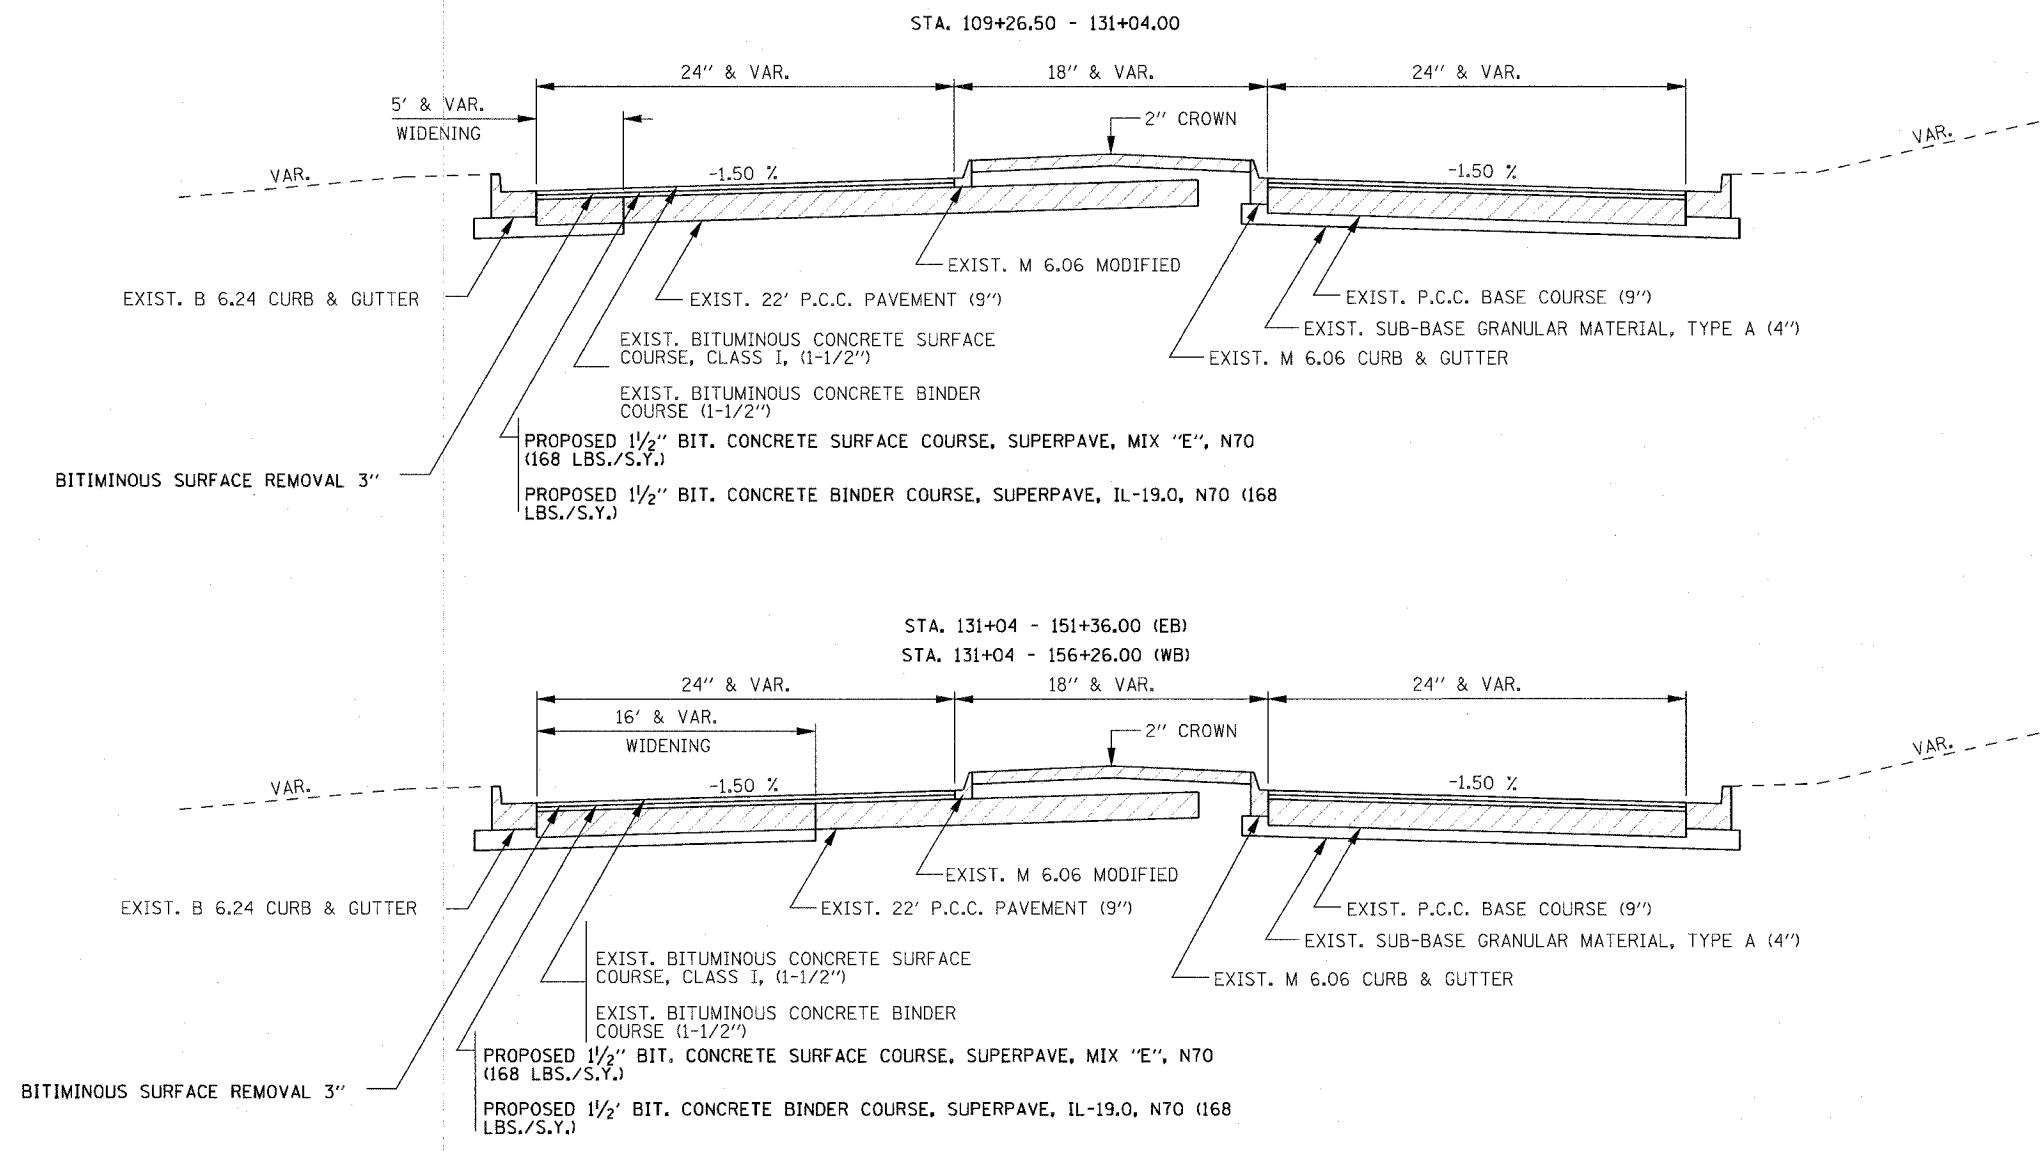 STA. 109+26.50 - 131+04.00
24" & VAR.
18" & VAR.
24" & VAR.
5' & VAR.
WIDENING
2" CROWN
VAR.
VAR.
-1.50 %
-1.50 %
EXIST. M 6.06 MODIFIED
EXIST. B 6.24 CURB & GUTTER
EXIST. 22' P.C.C. PAVEMENT (9")
EXIST. P.C.C. BASE COURSE (9")
EXIST. SUB-BASE GRANULAR MATERIAL, TYPE A (4")
EXIST. M 6.06 CURB & GUTTER
EXIST. BITUMINOUS CONCRETE SURFACE
COURSE, CLASS I, (1-1/2")
EXIST. BITUMINOUS CONCRETE BINDER
COURSE (1-1/2")
PROPOSED 1 1/2" BIT. CONCRETE SURFACE COURSE, SUPERPAVE, MIX "E", N70
(168 LBS./S.Y.)
BITIMINOUS SURFACE REMOVAL 3"
PROPOSED 1 1/2" BIT. CONCRETE BINDER COURSE, SUPERPAVE, IL-19.0, N70 (168
LBS./S.Y.)
STA. 131+04 - 151+36.00 (EB)
STA. 131+04 - 156+26.00 (WB)
24" & VAR.
18" & VAR.
24" & VAR.
16' & VAR.
WIDENING
2" CROWN
VAR.
VAR.
-1.50 %
-1.50 %
EXIST. M 6.06 MODIFIED
EXIST. B 6.24 CURB & GUTTER
EXIST. 22' P.C.C. PAVEMENT (9")
EXIST. P.C.C. BASE COURSE (9")
EXIST. SUB-BASE GRANULAR MATERIAL, TYPE A (4")
EXIST. M 6.06 CURB & GUTTER
EXIST. BITUMINOUS CONCRETE SURFACE
COURSE, CLASS I, (1-1/2")
EXIST. BITUMINOUS CONCRETE BINDER
COURSE (1-1/2")
PROPOSED 1 1/2" BIT. CONCRETE SURFACE COURSE, SUPERPAVE, MIX "E", N70
(168 LBS./S.Y.)
BITIMINOUS SURFACE REMOVAL 3"
PROPOSED 1 1/2' BIT. CONCRETE BINDER COURSE, SUPERPAVE, IL-19.0, N70 (168
LBS./S.Y.)